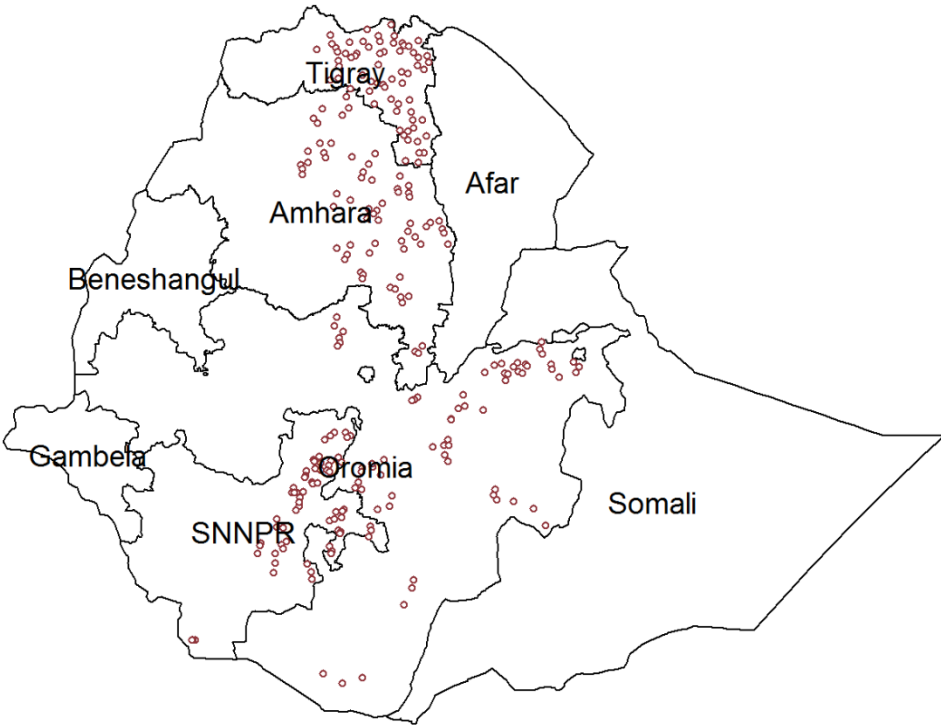 Tigray
Afar
Amhara
Beneshangul
Gambela
Oromia
Somali
SNNPR